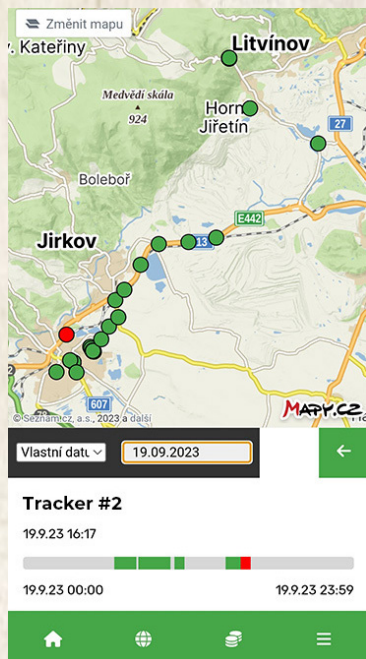 Změnit mapu
v. Kateřiny
Litvínov
Medvědí skála
924
Horní
Jiřetín
27
Boleboř
E442
Jirkov
13
2
607
© Seznam.cz, a.s., 2023 a další
MAPY.CZ
Vlastní datu
19.09.2023
Tracker #2
19.9.23 16:17
19.9.23 00:00
19.9.23 23:59